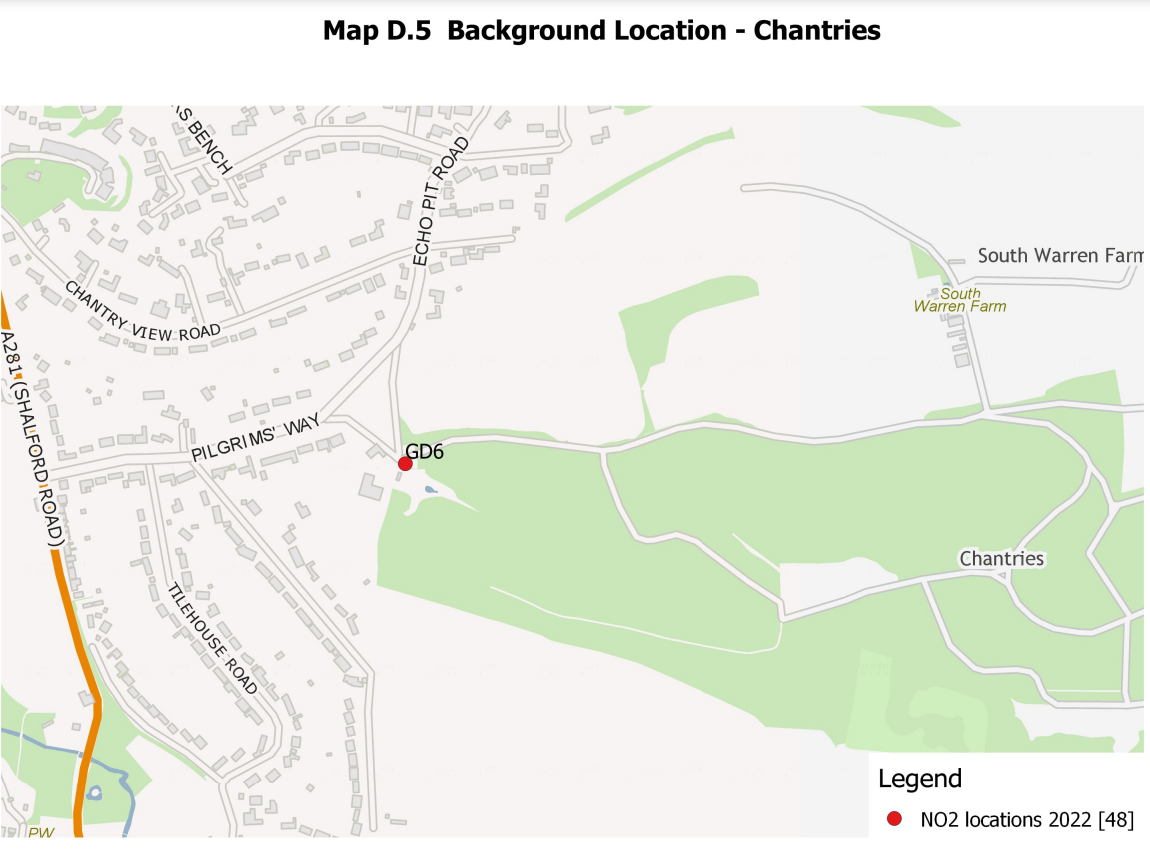 Map D.5  Background Location - Chantries
AS BENCH
ECHO PIT ROAD
South Warren Farm
South
Warren Farm
CHANTRY VIEW ROAD
A281 (SHALFORD ROAD)
PILGRIMS' WAY
GD6
Chantries
TILEHOUSE ROAD
Legend
NO2 locations 2022 [48]
PW